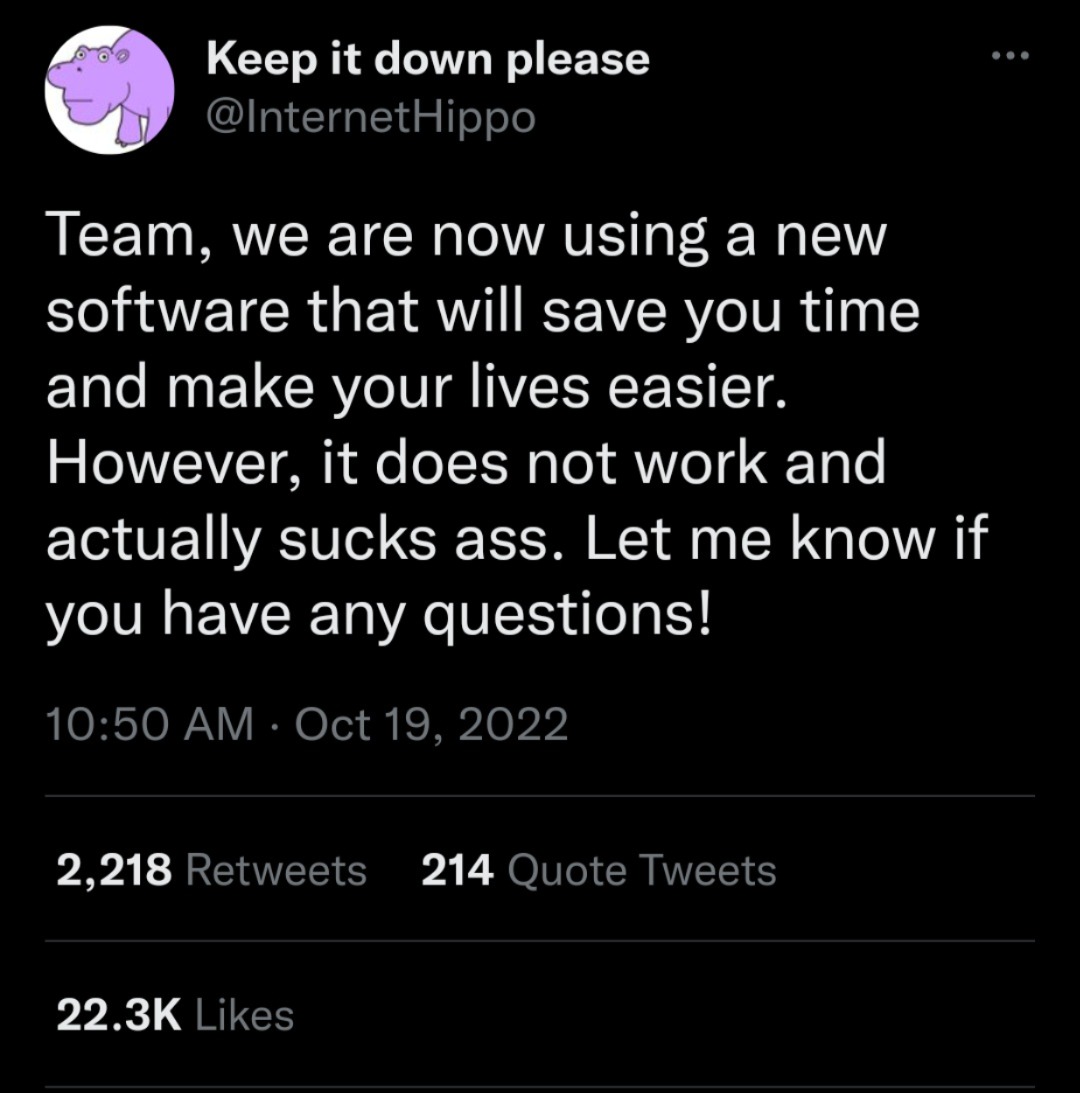 Keep it down please
@InternetHippo
Team, we are now using a new
software that will save you time
and make your lives easier.
However, it does not work and
actually sucks ass. Let me know if
you have any questions!
10:50 AM · Oct 19, 2022
2,218 Retweets 214 Quote Tweets
22.3K Likes